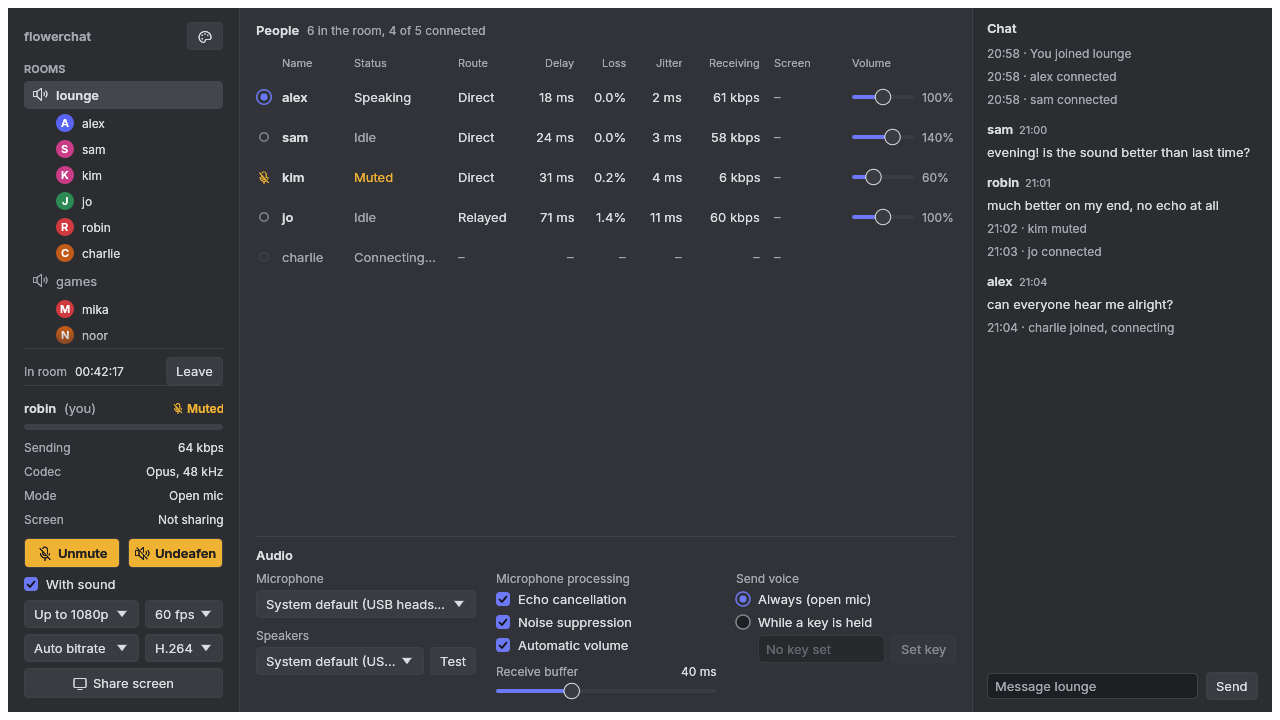 flowerchat
ROOMS
lounge
A alex
S sam
K kim
J jo
R robin
C charlie
games
M mika
N noor
In room 00:42:17 Leave
robin (you) Muted
Sending 64 kbps
Codec Opus, 48 kHz
Mode Open mic
Screen Not sharing
Unmute Undeafen
With sound
Up to 1080p 60 fps
Auto bitrate H.264
Share screen
People 6 in the room, 4 of 5 connected
Name Status Route Delay Loss Jitter Receiving Screen Volume
alex Speaking Direct 18 ms 0.0% 2 ms 61 kbps – 100%
sam Idle Direct 24 ms 0.0% 3 ms 58 kbps – 140%
kim Muted Direct 31 ms 0.2% 4 ms 6 kbps – 60%
jo Idle Relayed 71 ms 1.4% 11 ms 60 kbps – 100%
charlie Connecting... – – – – – –
Audio
Microphone
System default (USB heads...
Speakers
System default (US... Test
Microphone processing
Echo cancellation
Noise suppression
Automatic volume
Receive buffer 40 ms
Send voice
Always (open mic)
While a key is held
No key set Set key
Chat
20:58 · You joined lounge
20:58 · alex connected
20:58 · sam connected
sam 21:00
evening! is the sound better than last time?
robin 21:01
much better on my end, no echo at all
21:02 · kim muted
21:03 · jo connected
alex 21:04
can everyone hear me alright?
21:04 · charlie joined, connecting
Message lounge Send